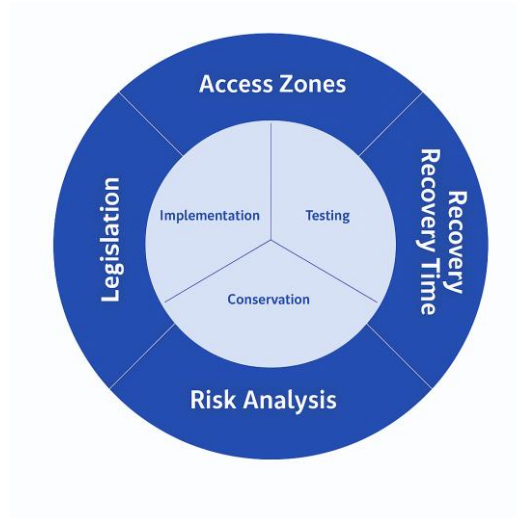 Access Zones
Legislation
Implementation
Testing
Recovery
Recovery Time
Conservation
Risk Analysis